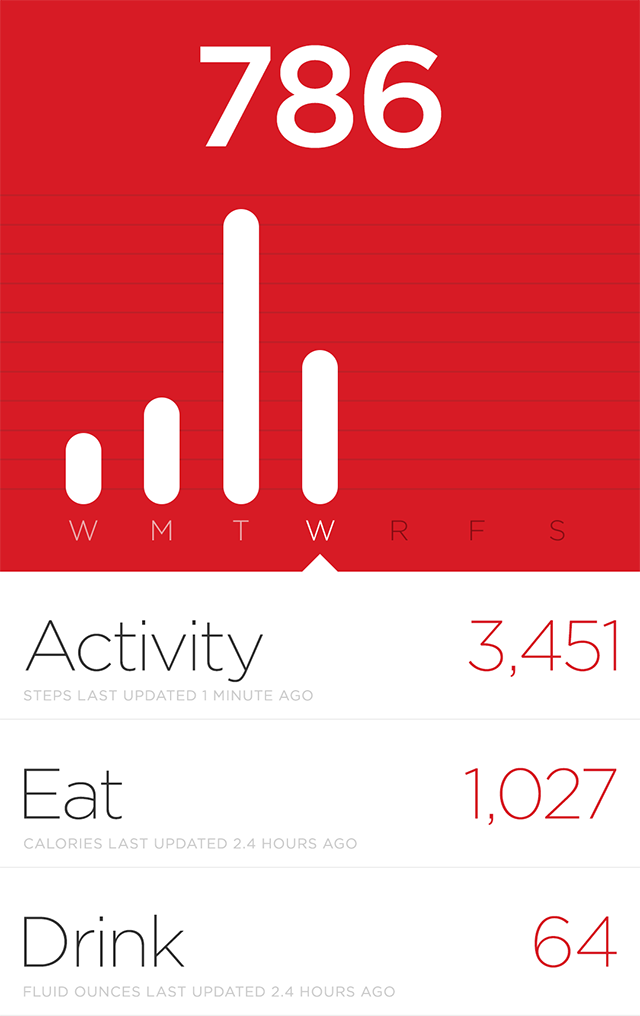 786
W M T W R F S
Activity 3,451
STEPS LAST UPDATED 1 MINUTE AGO
Eat 1,027
CALORIES LAST UPDATED 2.4 HOURS AGO
Drink 64
FLUID OUNCES LAST UPDATED 2.4 HOURS AGO